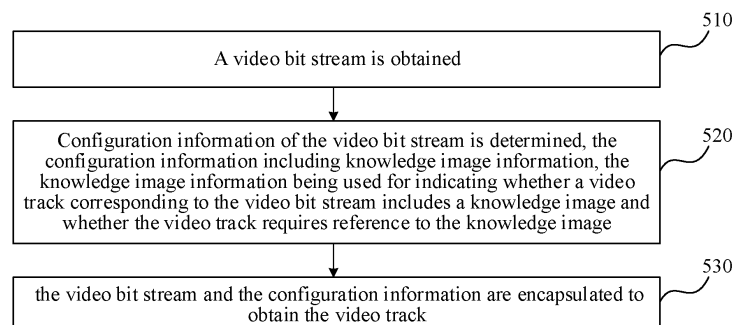 510
A video bit stream is obtained
520
Configuration information of the video bit stream is determined, the
configuration information including knowledge image information, the
knowledge image information being used for indicating whether a video
track corresponding to the video bit stream includes a knowledge image and
whether the video track requires reference to the knowledge image
530
the video bit stream and the configuration information are encapsulated to
obtain the video track